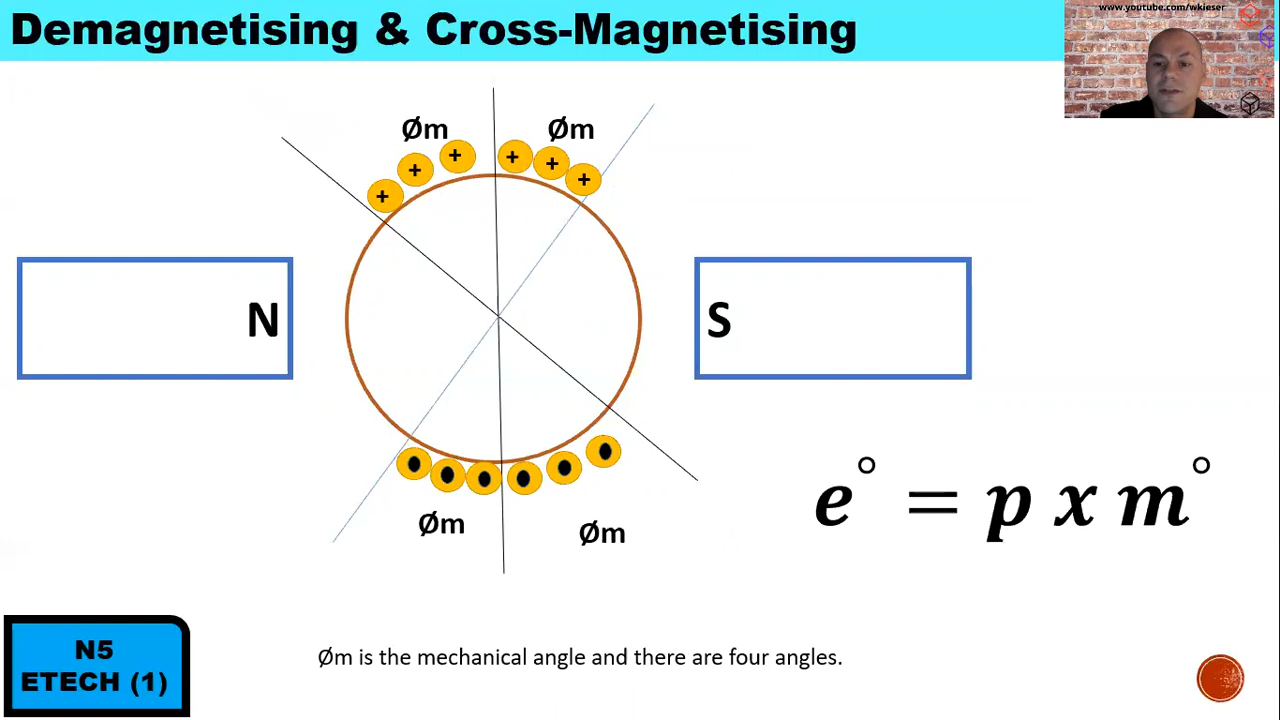 Demagnetising & Cross-Magnetising
www.youtube.com/wkieser
Øm Øm
+ + + + + +
N S
e° = p x m°
Øm Øm
N5
ETECH (1)
Øm is the mechanical angle and there are four angles.